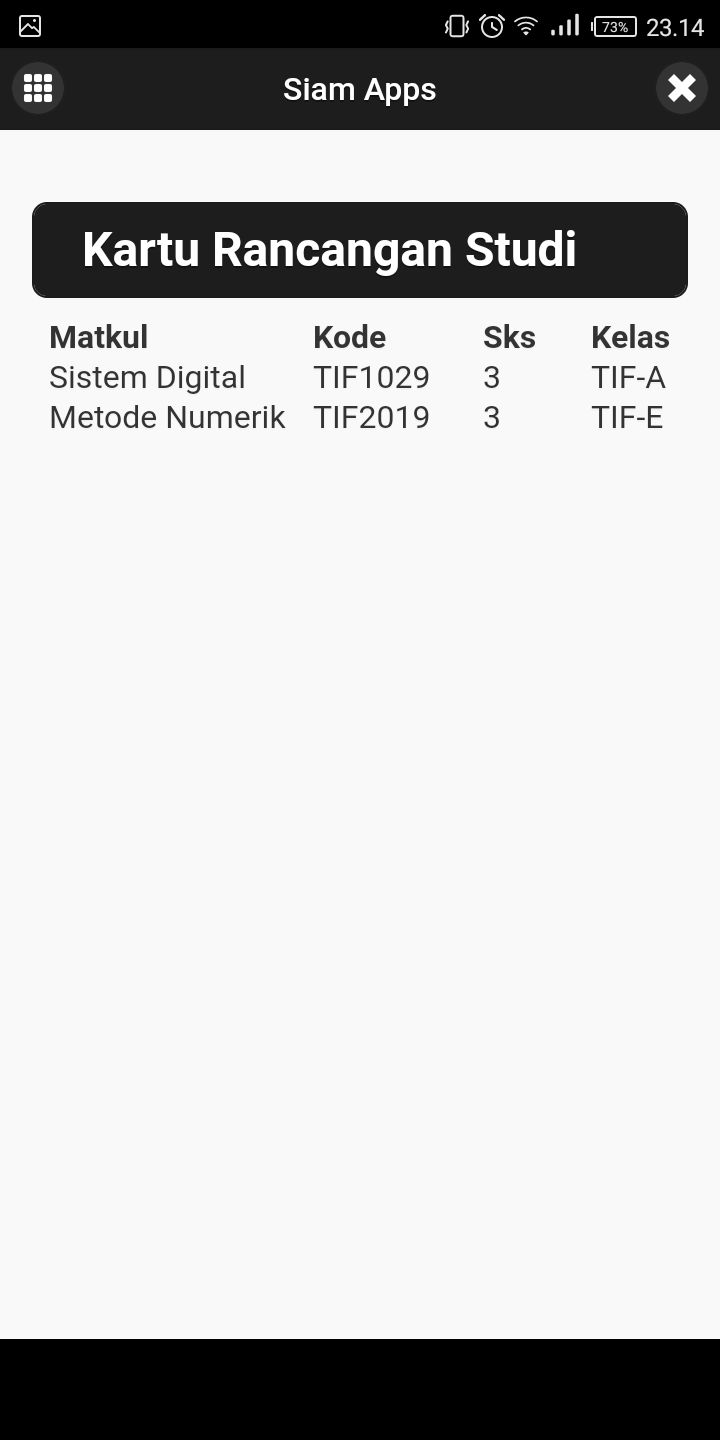 73% 23.14
Siam Apps
Kartu Rancangan Studi
Matkul Kode Sks Kelas
Sistem Digital TIF1029 3 TIF-A
Metode Numerik TIF2019 3 TIF-E